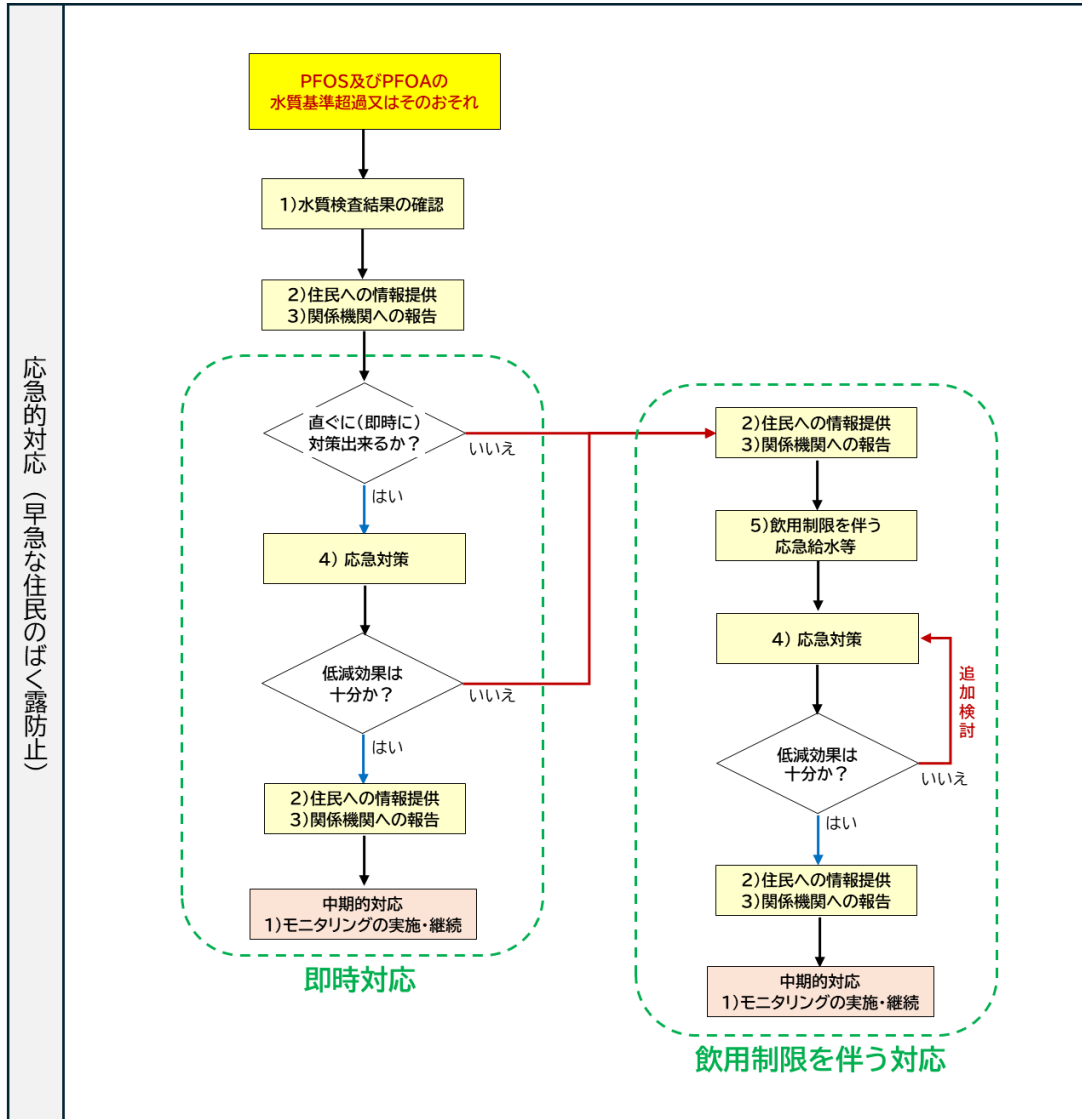 応急的対応（早急な住民のばく露防止）
PFOS及びPFOAの
水質基準超過又はそのおそれ
1)水質検査結果の確認
2)住民への情報提供
3)関係機関への報告
直ぐに(即時に)
対策出来るか？
いいえ
はい
4) 応急対策
低減効果は
十分か？
いいえ
はい
2)住民への情報提供
3)関係機関への報告
中期的対応
1)モニタリングの実施・継続
即時対応
2)住民への情報提供
3)関係機関への報告
5)飲用制限を伴う
応急給水等
4) 応急対策
追加検討
低減効果は
十分か？
いいえ
はい
2)住民への情報提供
3)関係機関への報告
中期的対応
1)モニタリングの実施・継続
飲用制限を伴う対応